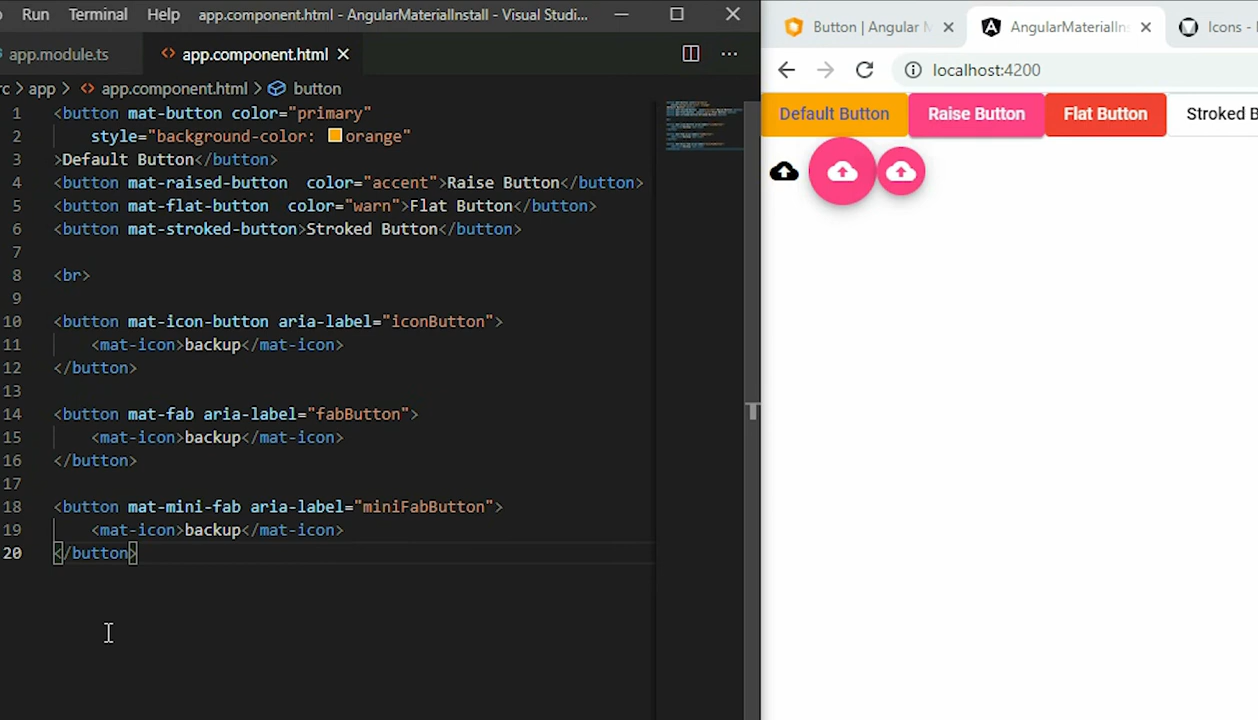 Run Terminal Help app.component.html - AngularMaterialInstall - Visual Studi...
app.module.ts <> app.component.html
rc > app > <> app.component.html > button
1 <button mat-button color="primary"
2 style="background-color: orange"
3 >Default Button</button>
4 <button mat-raised-button  color="accent">Raise Button</button>
5 <button mat-flat-button  color="warn">Flat Button</button>
6 <button mat-stroked-button>Stroked Button</button>
7
8 <br>
9
10 <button mat-icon-button aria-label="iconButton">
11 <mat-icon>backup</mat-icon>
12 </button>
13
14 <button mat-fab aria-label="fabButton">
15 <mat-icon>backup</mat-icon>
16 </button>
17
18 <button mat-mini-fab aria-label="miniFabButton">
19 <mat-icon>backup</mat-icon>
20 </button>
Button | Angular M AngularMaterialIns Icons -
localhost:4200
Default Button Raise Button Flat Button Stroked B